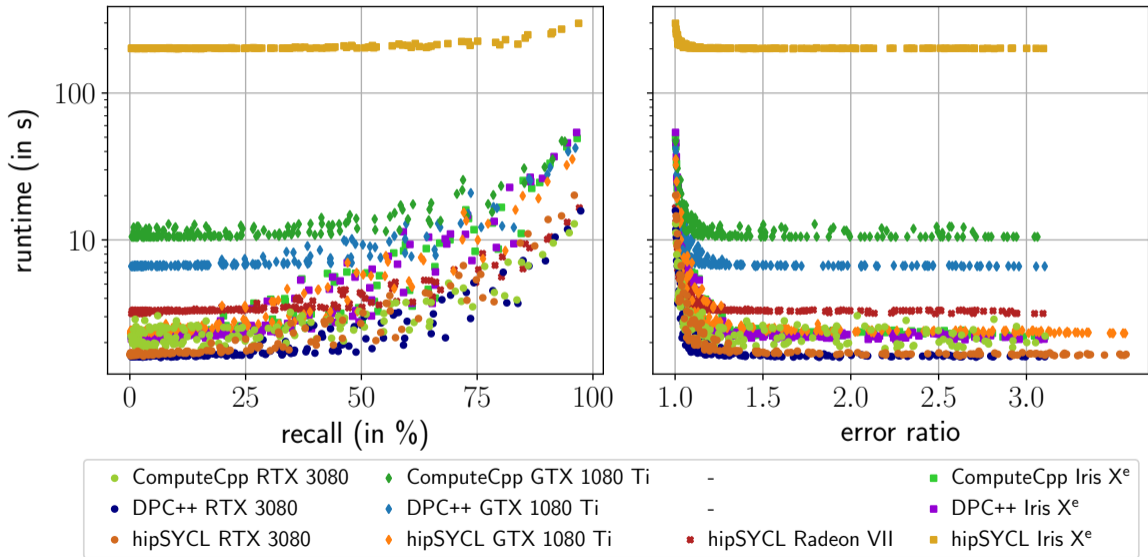 runtime (in s)
100
10
0 25 50 75 100
recall (in %)
1.0 1.5 2.0 2.5 3.0
error ratio
ComputeCpp RTX 3080 ComputeCpp GTX 1080 Ti - ComputeCpp Iris Xᵉ
DPC++ RTX 3080 DPC++ GTX 1080 Ti - DPC++ Iris Xᵉ
hipSYCL RTX 3080 hipSYCL GTX 1080 Ti hipSYCL Radeon VII hipSYCL Iris Xᵉ